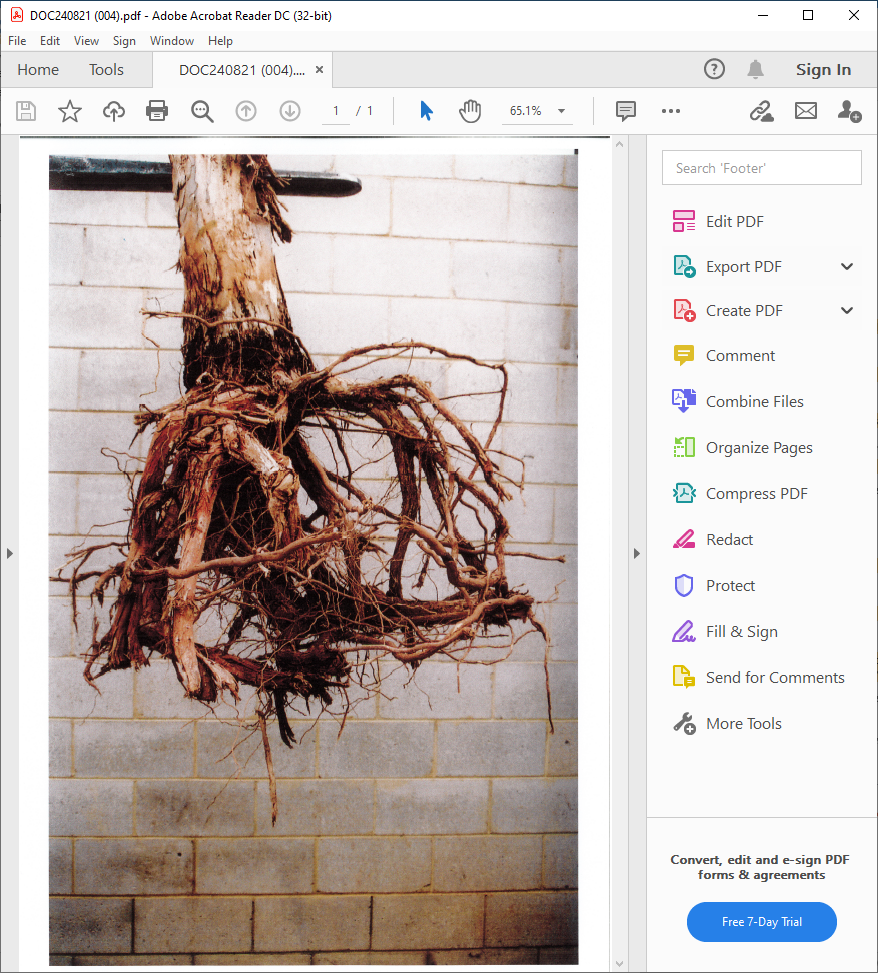 DOC240821 (004).pdf - Adobe Acrobat Reader DC (32-bit)
File Edit View Sign Window Help
Home Tools DOC240821 (004).... × Sign In
1 / 1 65.1%
Search 'Footer'
Edit PDF
Export PDF
Create PDF
Comment
Combine Files
Organize Pages
Compress PDF
Redact
Protect
Fill & Sign
Send for Comments
More Tools
Convert, edit and e-sign PDF
forms & agreements
Free 7-Day Trial